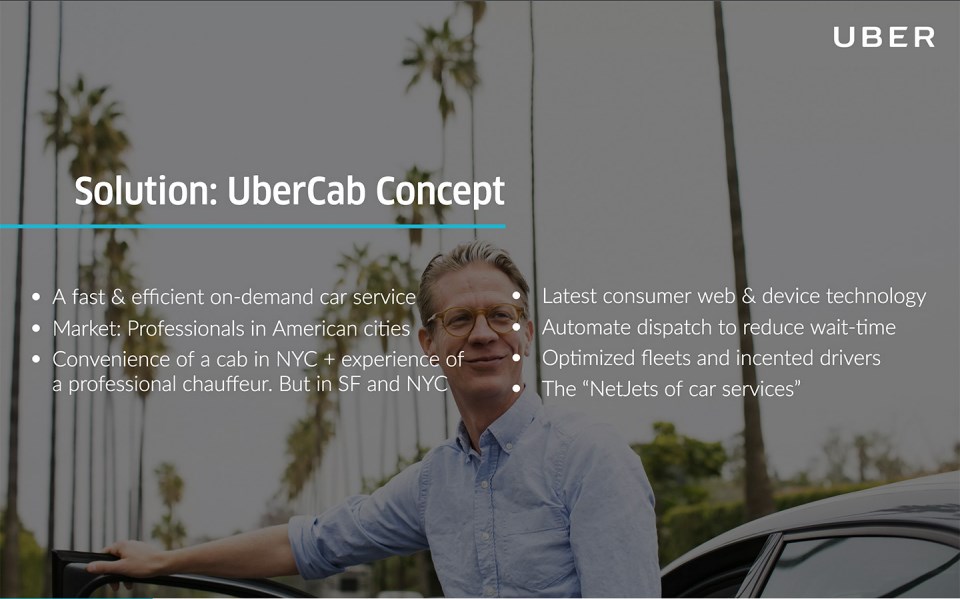 UBER
Solution: UberCab Concept
• A fast & efficient on-demand car service
• Market: Professionals in American cities
• Convenience of a cab in NYC + experience of
a professional chauffeur. But in SF and NYC
• Latest consumer web & device technology
• Automate dispatch to reduce wait-time
• Optimized fleets and incented drivers
• The “NetJets of car services”